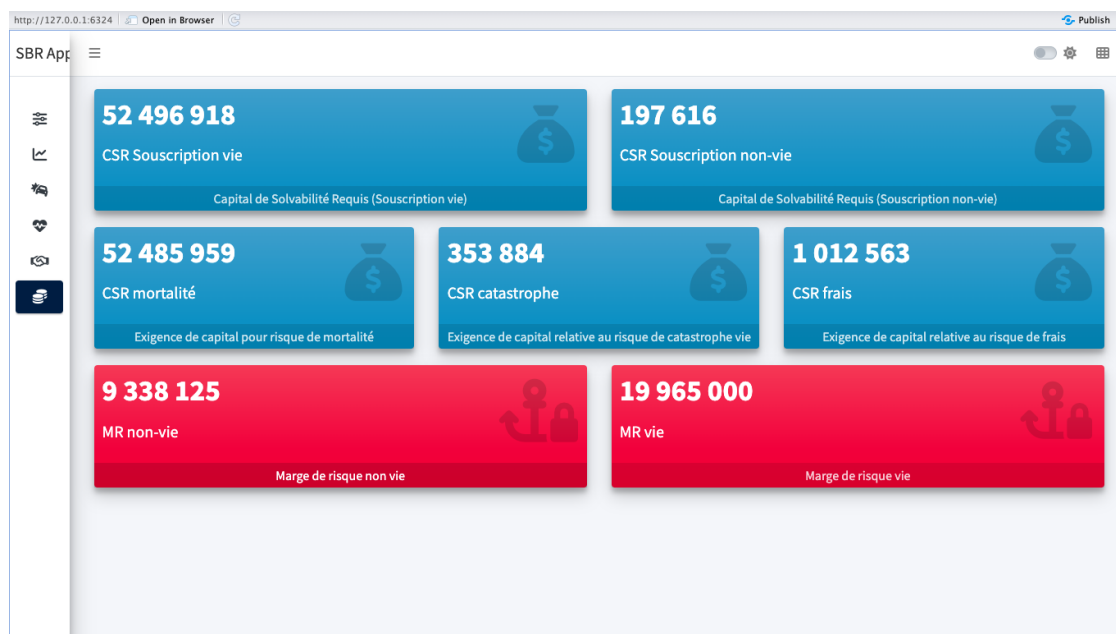 http://127.0.0.1:6324 Open in Browser Publish
SBR App
52 496 918
CSR Souscription vie
Capital de Solvabilité Requis (Souscription vie)
197 616
CSR Souscription non-vie
Capital de Solvabilité Requis (Souscription non-vie)
52 485 959
CSR mortalité
Exigence de capital pour risque de mortalité
353 884
CSR catastrophe
Exigence de capital relative au risque de catastrophe vie
1 012 563
CSR frais
Exigence de capital relative au risque de frais
9 338 125
MR non-vie
Marge de risque non vie
19 965 000
MR vie
Marge de risque vie